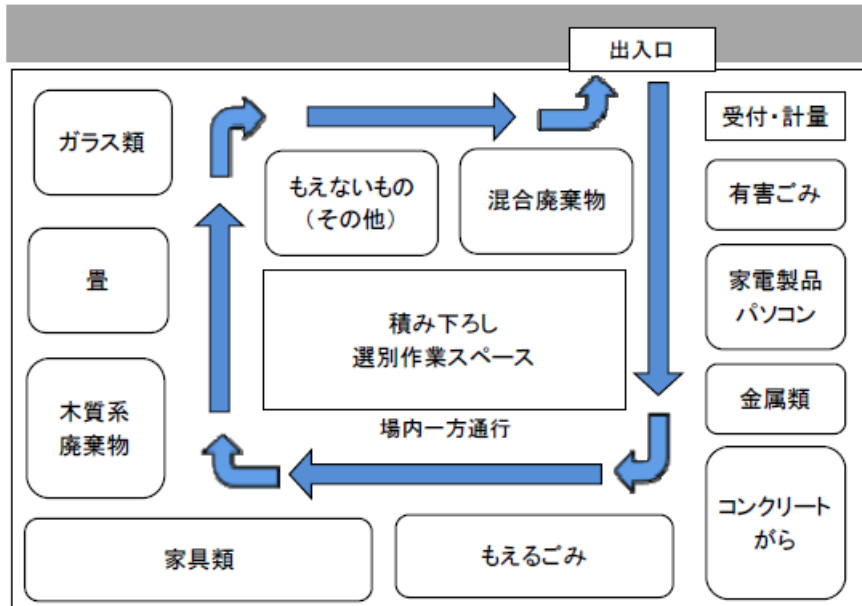 出入口
受付・計量
ガラス類
もえないもの
（その他）
混合廃棄物
有害ごみ
畳
積み下ろし
選別作業スペース
家電製品
パソコン
木質系
廃棄物
場内一方通行
金属類
コンクリート
がら
家具類
もえるごみ